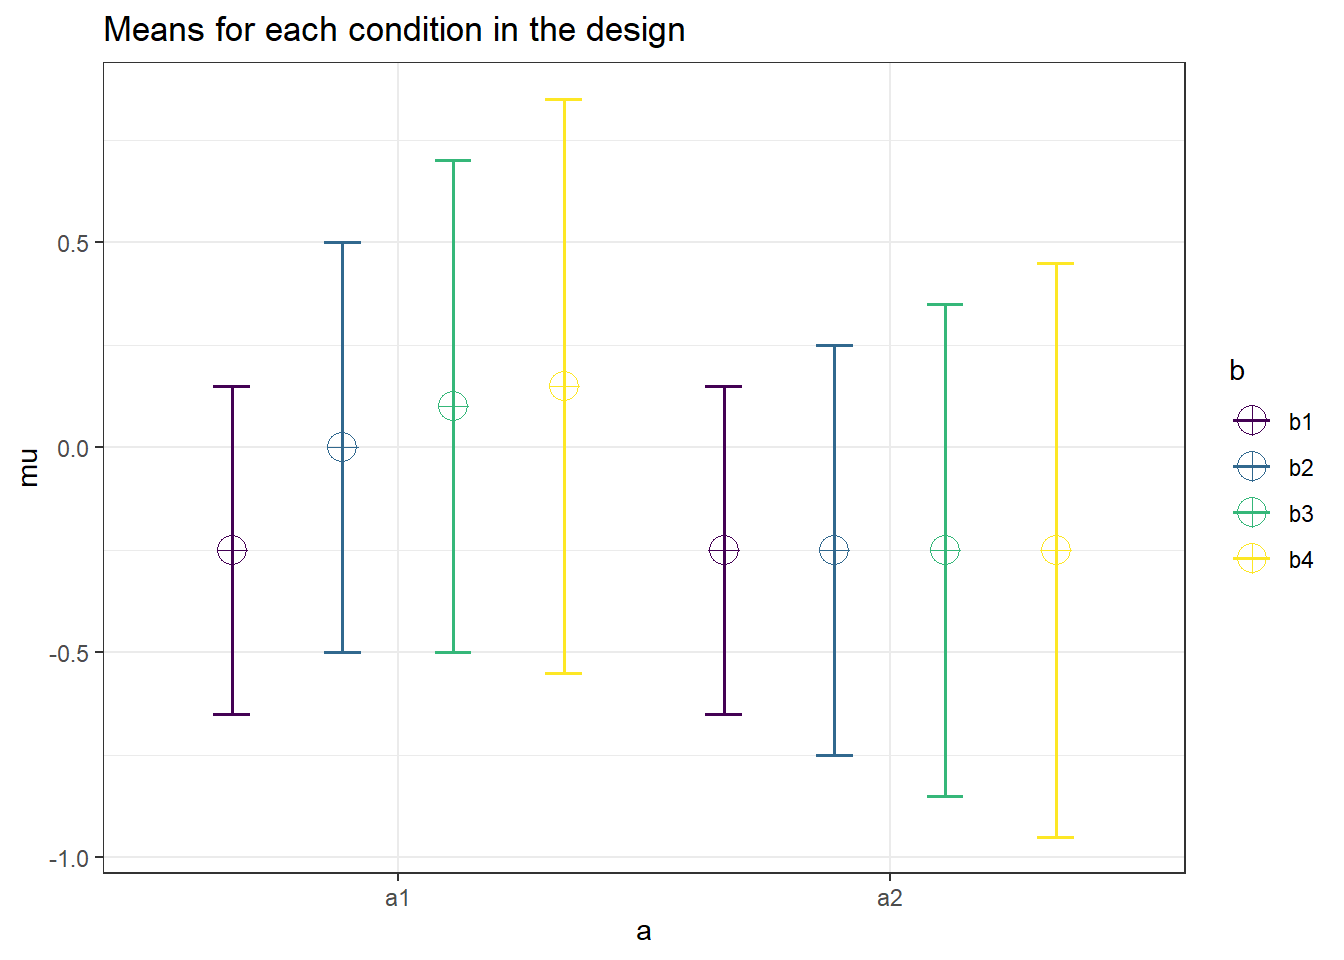 Means for each condition in the design
0.5
0.0
-0.5
-1.0
mu
a1 a2
a
b
b1
b2
b3
b4